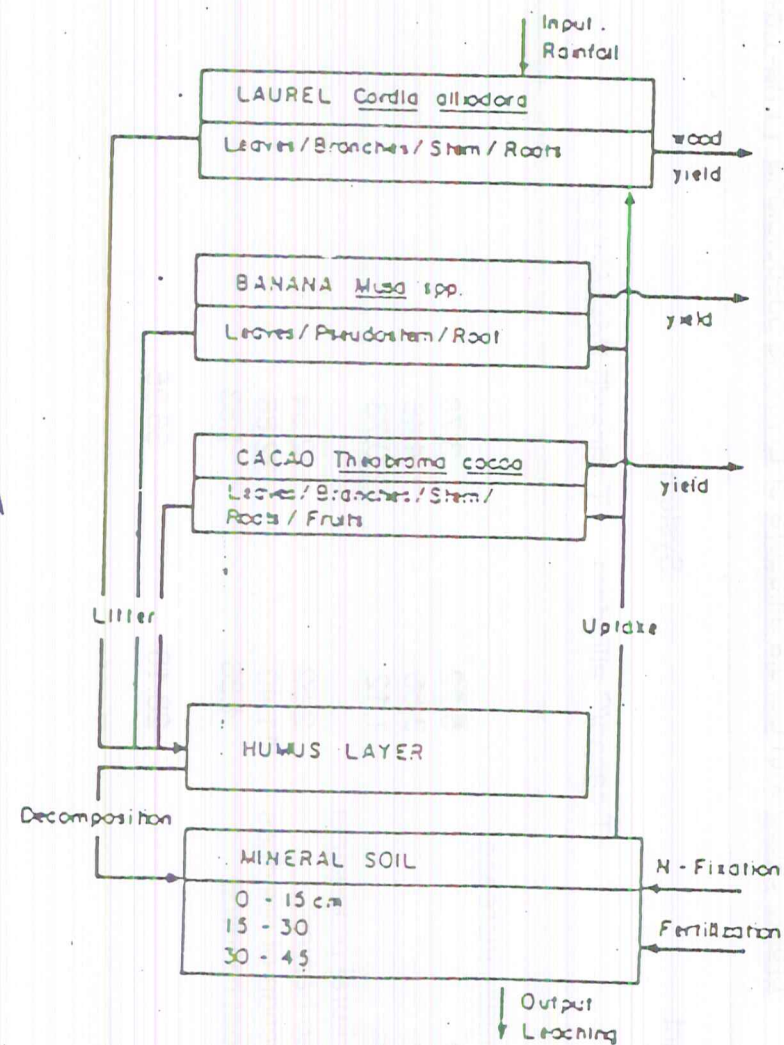 Input.
Rainfall
LAUREL Cordia alliodora
Leaves/Branches/Stem/Roots
wood
yield
BANANA Musa spp.
yield
Leaves/Pseudostem/Root
CACAO Theobroma cacao
yield
Leaves/Branches/Stem/
Roots/Fruits
Litter
Uptake
HUMUS LAYER
Decomposition
MINERAL SOIL
N-Fixation
0 - 15 cm
15 - 30
Fertilization
30 - 45
Output
Leaching